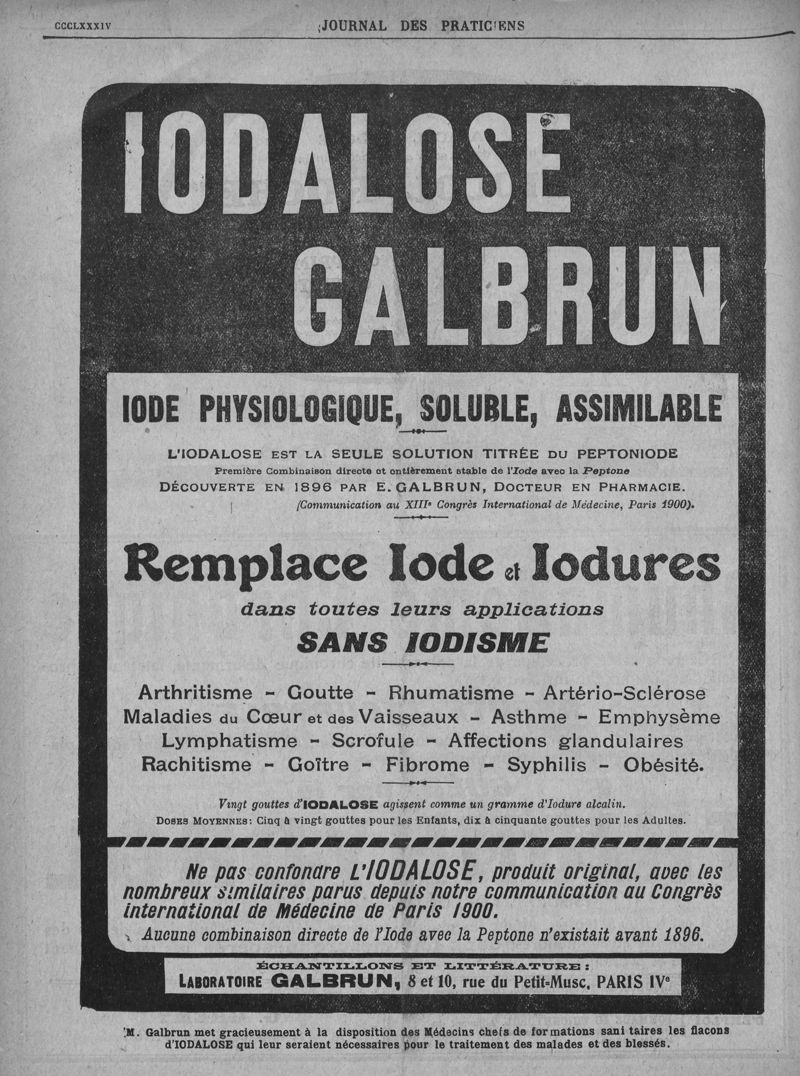 CCCLXXXIV
JOURNAL DES PRATICIENS
IODALOSE
GALBRUN
IODE PHYSIOLOGIQUE, SOLUBLE, ASSIMILABLE
L'IODALOSE EST LA SEULE SOLUTION TITRÉE DU PEPTONIODE
Première Combinaison directe et entièrement stable de l'Iode avec la Peptone
DÉCOUVERTE EN 1896 PAR E. GALBRUN, DOCTEUR EN PHARMACIE.
(Communication au XIIIe Congrès International de Médecine, Paris 1900).
Remplace Iode et Iodures
dans toutes leurs applications
SANS IODISME
Arthritisme - Goutte - Rhumatisme - Artério-Sclérose
Maladies du Cœur et des Vaisseaux - Asthme - Emphysème
Lymphatisme - Scrofule - Affections glandulaires
Rachitisme - Goître - Fibrome - Syphilis - Obésité.
Vingt gouttes d'IODALOSE agissent comme un gramme d'Iodure alcalin.
DOSES MOYENNES: Cinq à vingt gouttes pour les Enfants, dix à cinquante gouttes pour les Adultes.
Ne pas confondre L'IODALOSE, produit original, avec les
nombreux similaires parus depuis notre communication au Congrès
international de Médecine de Paris 1900.
Aucune combinaison directe de l'Iode avec la Peptone n'existait avant 1896.
ÉCHANTILLONS ET LITTÉRATURE:
LABORATOIRE GALBRUN, 8 et 10, rue du Petit-Musc, PARIS IVe
M. Galbrun met gracieusement à la disposition des Médecins chefs de formations sani taires les flacons
d'IODALOSE qui leur seraient nécessaires pour le traitement des malades et des blessés.